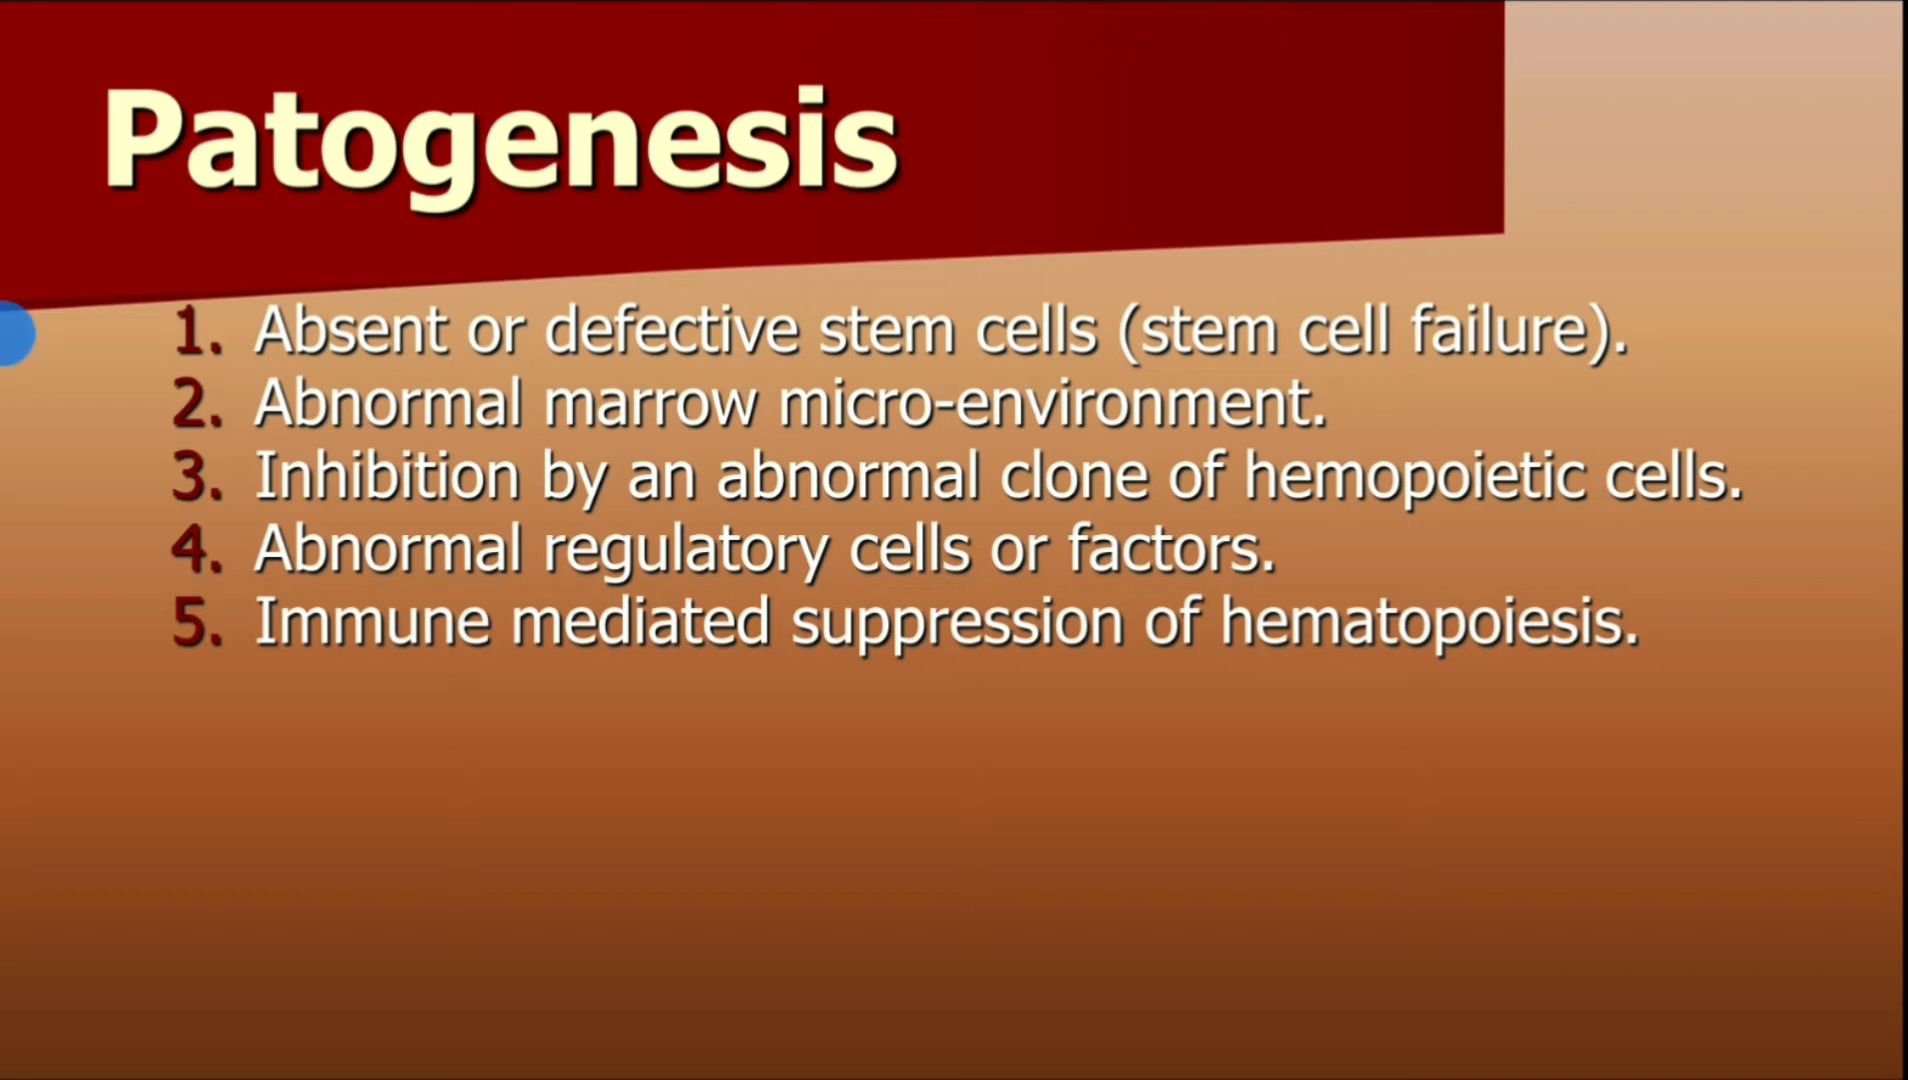 Patogenesis
1. Absent or defective stem cells (stem cell failure).
2. Abnormal marrow micro-environment.
3. Inhibition by an abnormal clone of hemopoietic cells.
4. Abnormal regulatory cells or factors.
5. Immune mediated suppression of hematopoiesis.